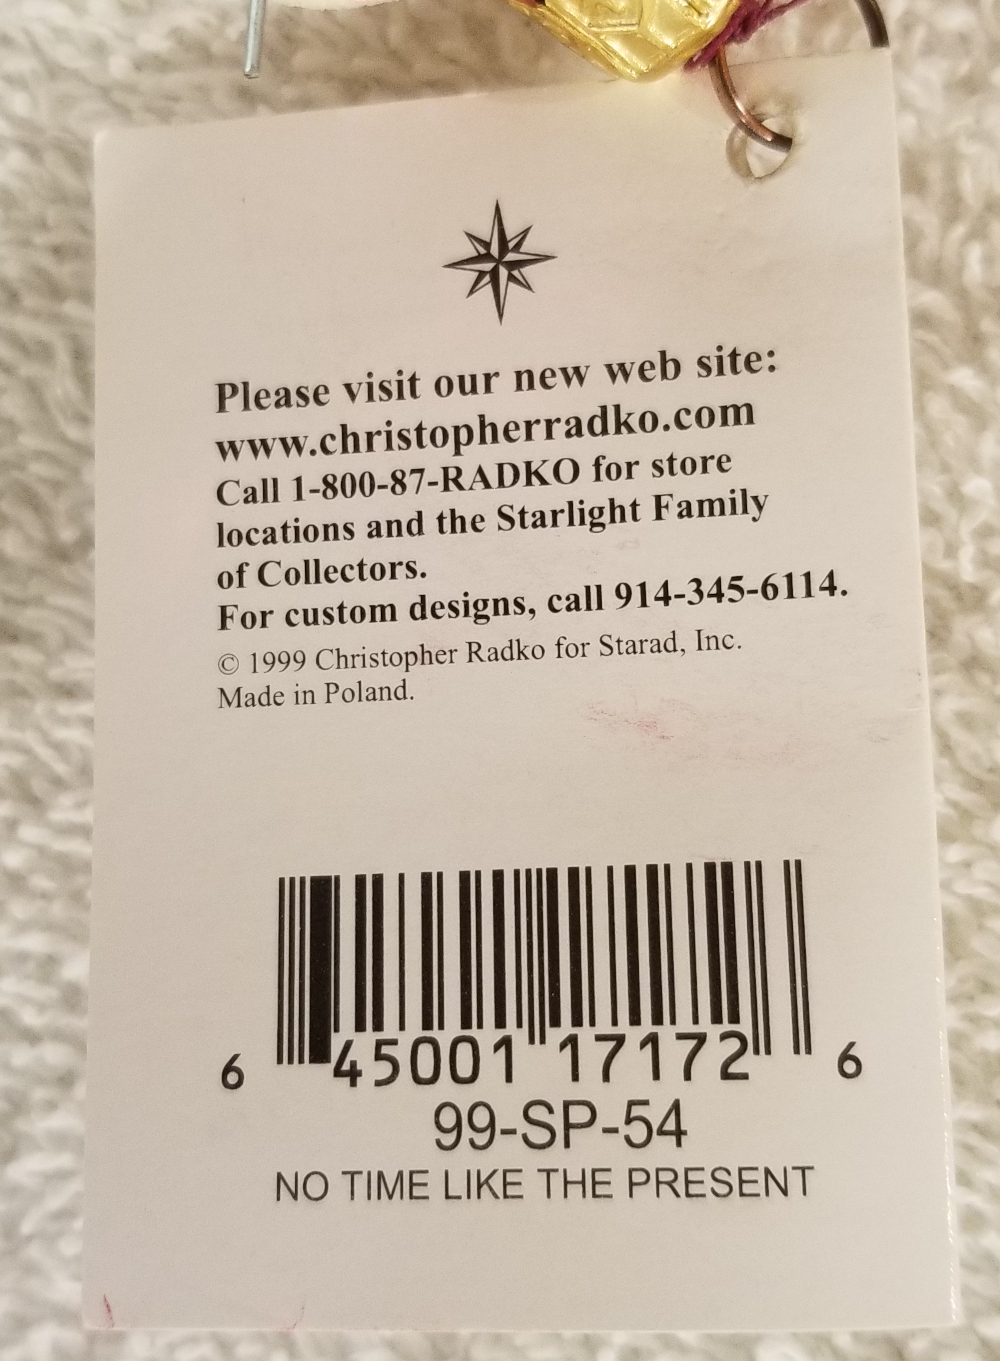 Please visit our new web site:
www.christopherradko.com
Call 1-800-87-RADKO for store
locations and the Starlight Family
of Collectors.
For custom designs, call 914-345-6114.
© 1999 Christopher Radko for Starad, Inc.
Made in Poland.
6 45001 17172 6
99-SP-54
NO TIME LIKE THE PRESENT